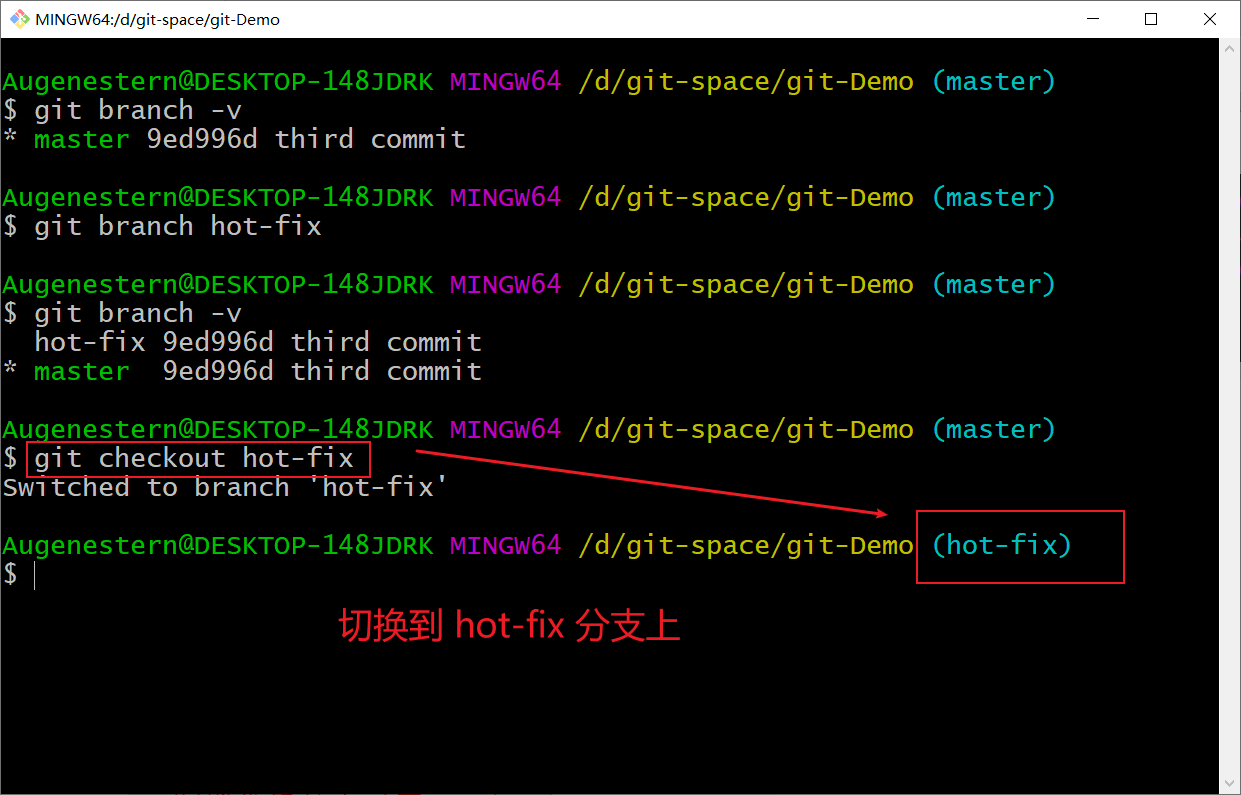 MINGW64:/d/git-space/git-Demo
Augenestern@DESKTOP-148JDRK MINGW64 /d/git-space/git-Demo (master)
$ git branch -v
* master 9ed996d third commit
Augenestern@DESKTOP-148JDRK MINGW64 /d/git-space/git-Demo (master)
$ git branch hot-fix
Augenestern@DESKTOP-148JDRK MINGW64 /d/git-space/git-Demo (master)
$ git branch -v
  hot-fix 9ed996d third commit
* master  9ed996d third commit
Augenestern@DESKTOP-148JDRK MINGW64 /d/git-space/git-Demo (master)
$ git checkout hot-fix
Switched to branch 'hot-fix'
Augenestern@DESKTOP-148JDRK MINGW64 /d/git-space/git-Demo (hot-fix)
$
切换到 hot-fix 分支上